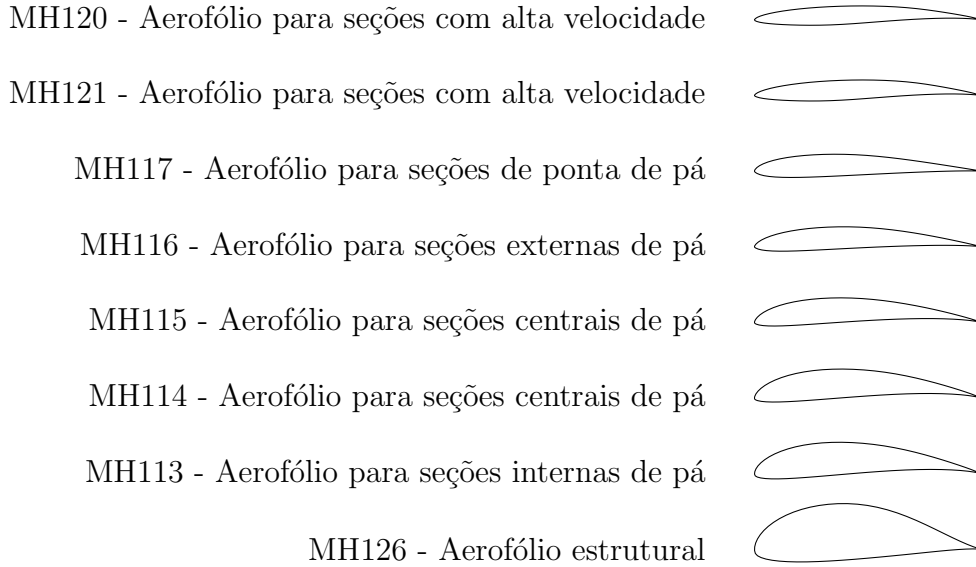 MH120 - Aerofólio para seções com alta velocidade
MH121 - Aerofólio para seções com alta velocidade
MH117 - Aerofólio para seções de ponta de pá
MH116 - Aerofólio para seções externas de pá
MH115 - Aerofólio para seções centrais de pá
MH114 - Aerofólio para seções centrais de pá
MH113 - Aerofólio para seções internas de pá
MH126 - Aerofólio estrutural